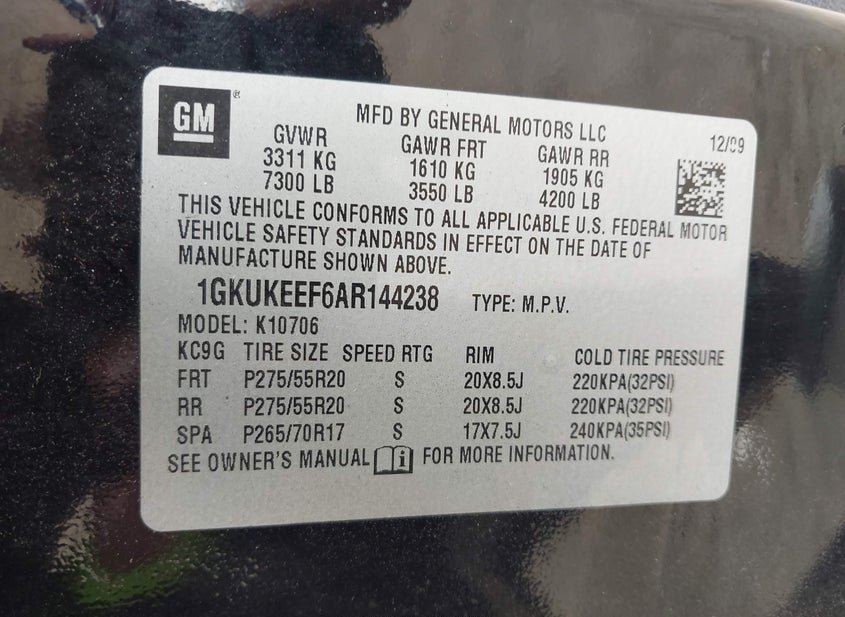 GM®
MFD BY GENERAL MOTORS LLC
12/09
GVWR GAWR FRT GAWR RR
3311 KG 1610 KG 1905 KG
7300 LB 3550 LB 4200 LB
THIS VEHICLE CONFORMS TO ALL APPLICABLE U.S. FEDERAL MOTOR
VEHICLE SAFETY STANDARDS IN EFFECT ON THE DATE OF
MANUFACTURE SHOWN ABOVE.
1GKUKEEF6AR144238 TYPE: M.P.V.
MODEL: K10706
KC9G TIRE SIZE SPEED RTG RIM COLD TIRE PRESSURE
FRT P275/55R20 S 20X8.5J 220KPA(32PSI)
RR P275/55R20 S 20X8.5J 220KPA(32PSI)
SPA P265/70R17 S 17X7.5J 240KPA(35PSI)
SEE OWNER'S MANUAL i FOR MORE INFORMATION.